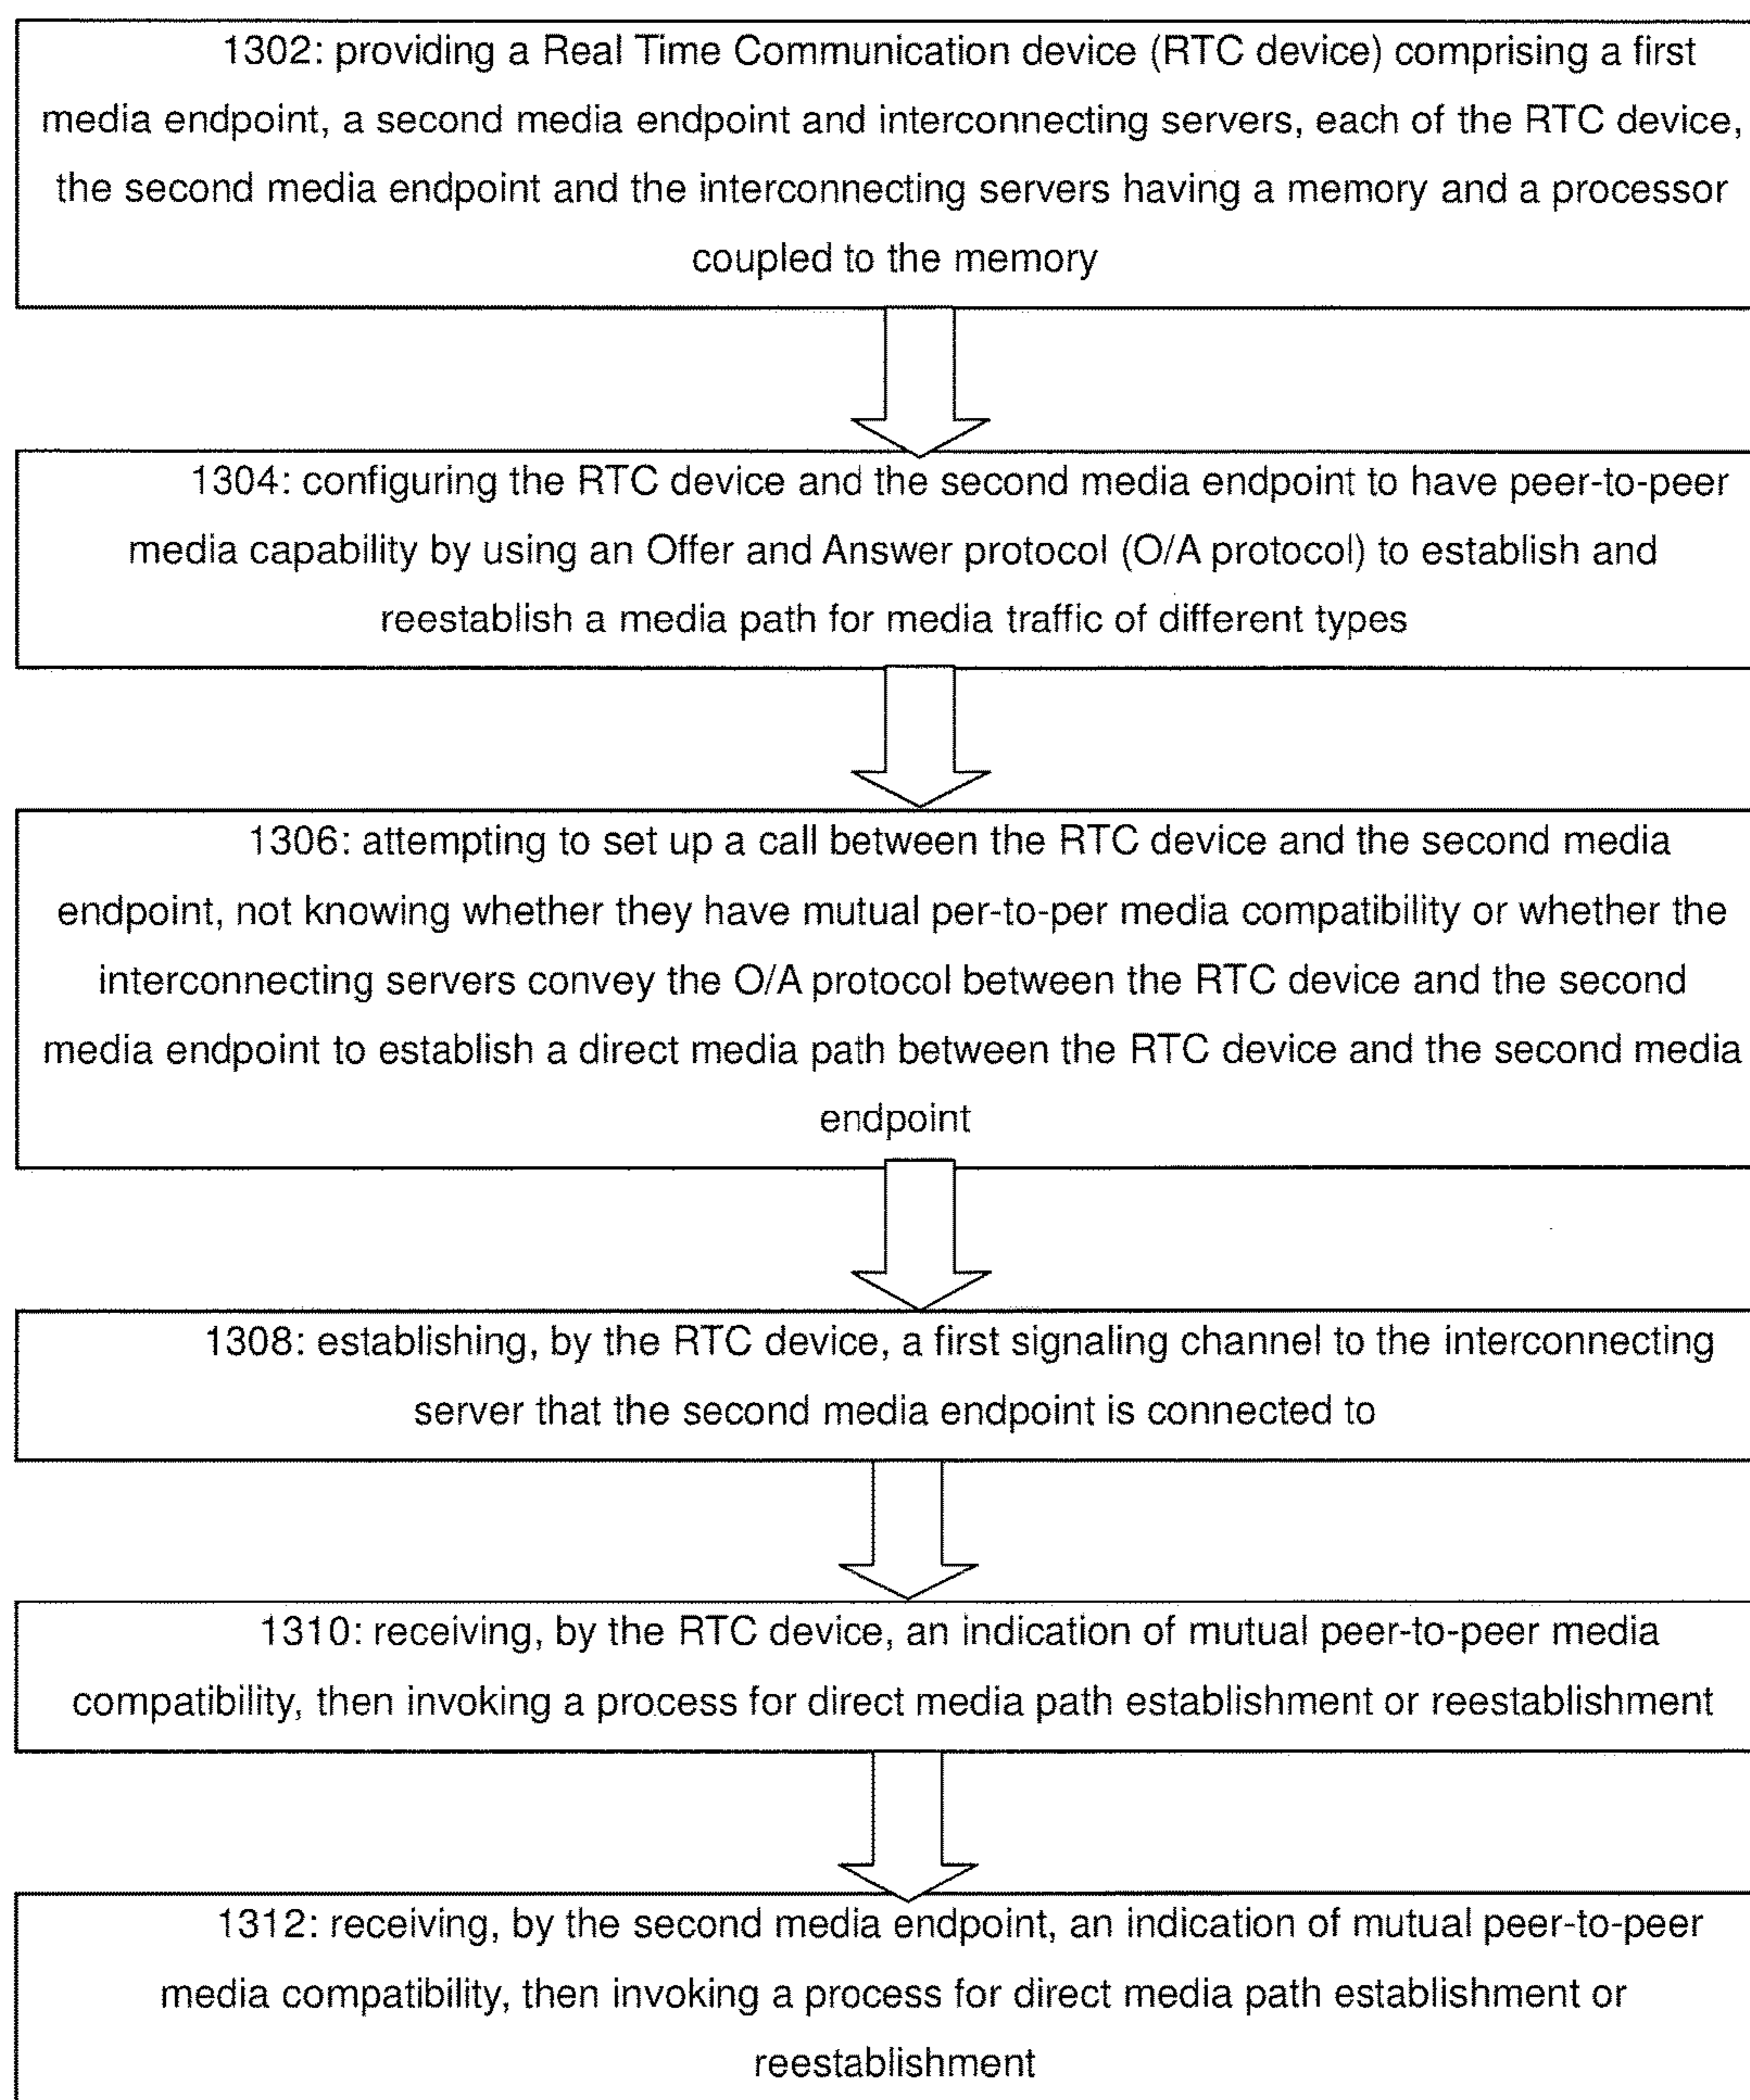 1302: providing a Real Time Communication device (RTC device) comprising a first
media endpoint, a second media endpoint and interconnecting servers, each of the RTC device,
the second media endpoint and the interconnecting servers having a memory and a processor
coupled to the memory
1304: configuring the RTC device and the second media endpoint to have peer-to-peer
media capability by using an Offer and Answer protocol (O/A protocol) to establish and
reestablish a media path for media traffic of different types
1306: attempting to set up a call between the RTC device and the second media
endpoint, not knowing whether they have mutual per-to-per media compatibility or whether the
interconnecting servers convey the O/A protocol between the RTC device and the second
media endpoint to establish a direct media path between the RTC device and the second media
endpoint
1308: establishing, by the RTC device, a first signaling channel to the interconnecting
server that the second media endpoint is connected to
1310: receiving, by the RTC device, an indication of mutual peer-to-peer media
compatibility, then invoking a process for direct media path establishment or reestablishment
1312: receiving, by the second media endpoint, an indication of mutual peer-to-peer
media compatibility, then invoking a process for direct media path establishment or
reestablishment